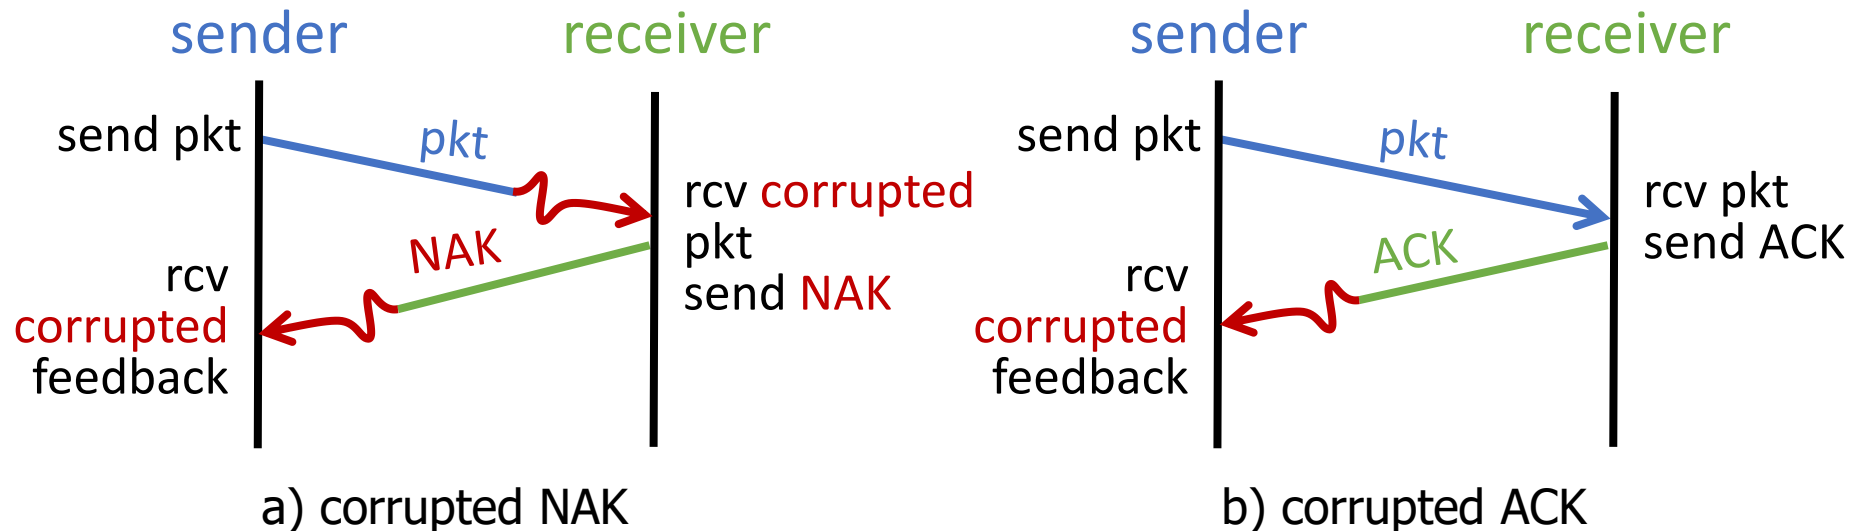 sender
receiver
send pkt
pkt
rcv corrupted
pkt
send NAK
NAK
rcv
corrupted
feedback
a) corrupted NAK
sender
receiver
send pkt
pkt
rcv pkt
send ACK
ACK
rcv
corrupted
feedback
b) corrupted ACK